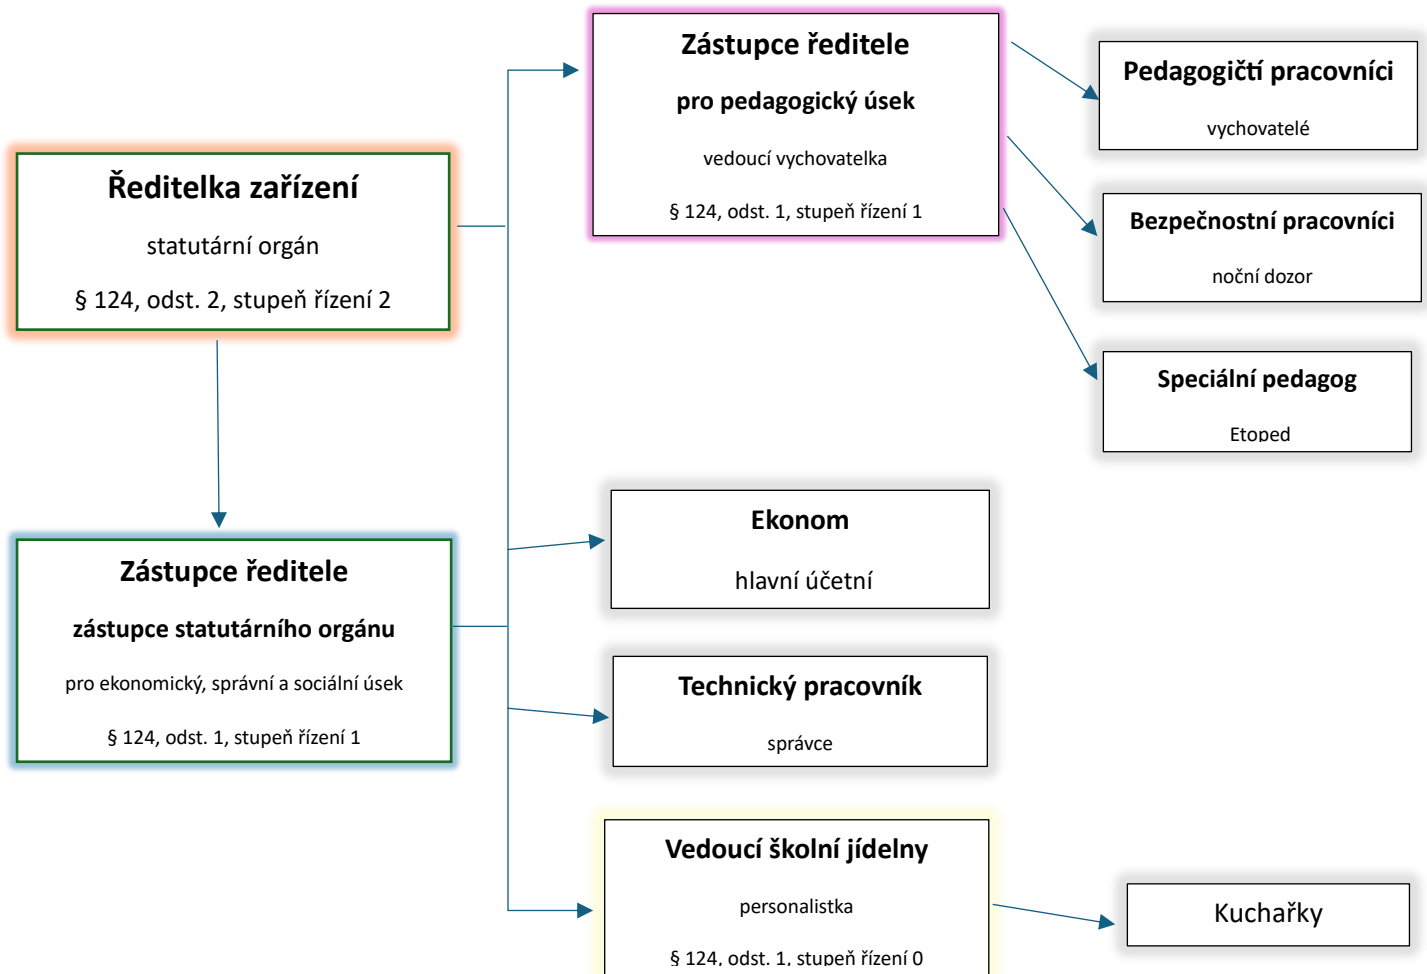 Ředitelka zařízení
statutární orgán
§ 124, odst. 2, stupeň řízení 2
Zástupce ředitele
zástupce statutárního orgánu
pro ekonomický, správní a sociální úsek
§ 124, odst. 1, stupeň řízení 1
Zástupce ředitele
pro pedagogický úsek
vedoucí vychovatelka
§ 124, odst. 1, stupeň řízení 1
Pedagogičtí pracovníci
vychovatelé
Bezpečnostní pracovníci
noční dozor
Speciální pedagog
Etoped
Ekonom
hlavní účetní
Technický pracovník
správce
Vedoucí školní jídelny
personalistka
§ 124, odst. 1, stupeň řízení 0
Kuchařky